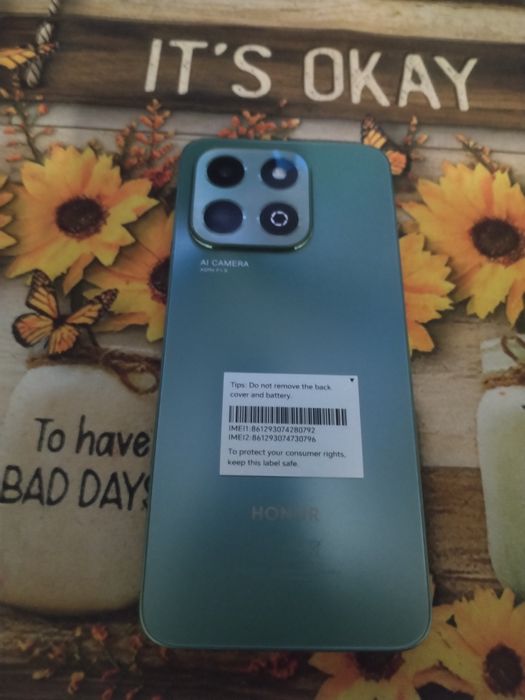 IT'S OKAY
AI CAMERA
Tips: Do not remove the back
cover and battery.
IMEI1:861293074280792
IMEI2:861293074730796
To protect your consumer rights,
keep this label safe.
To have
BAD DAYS
HONOR